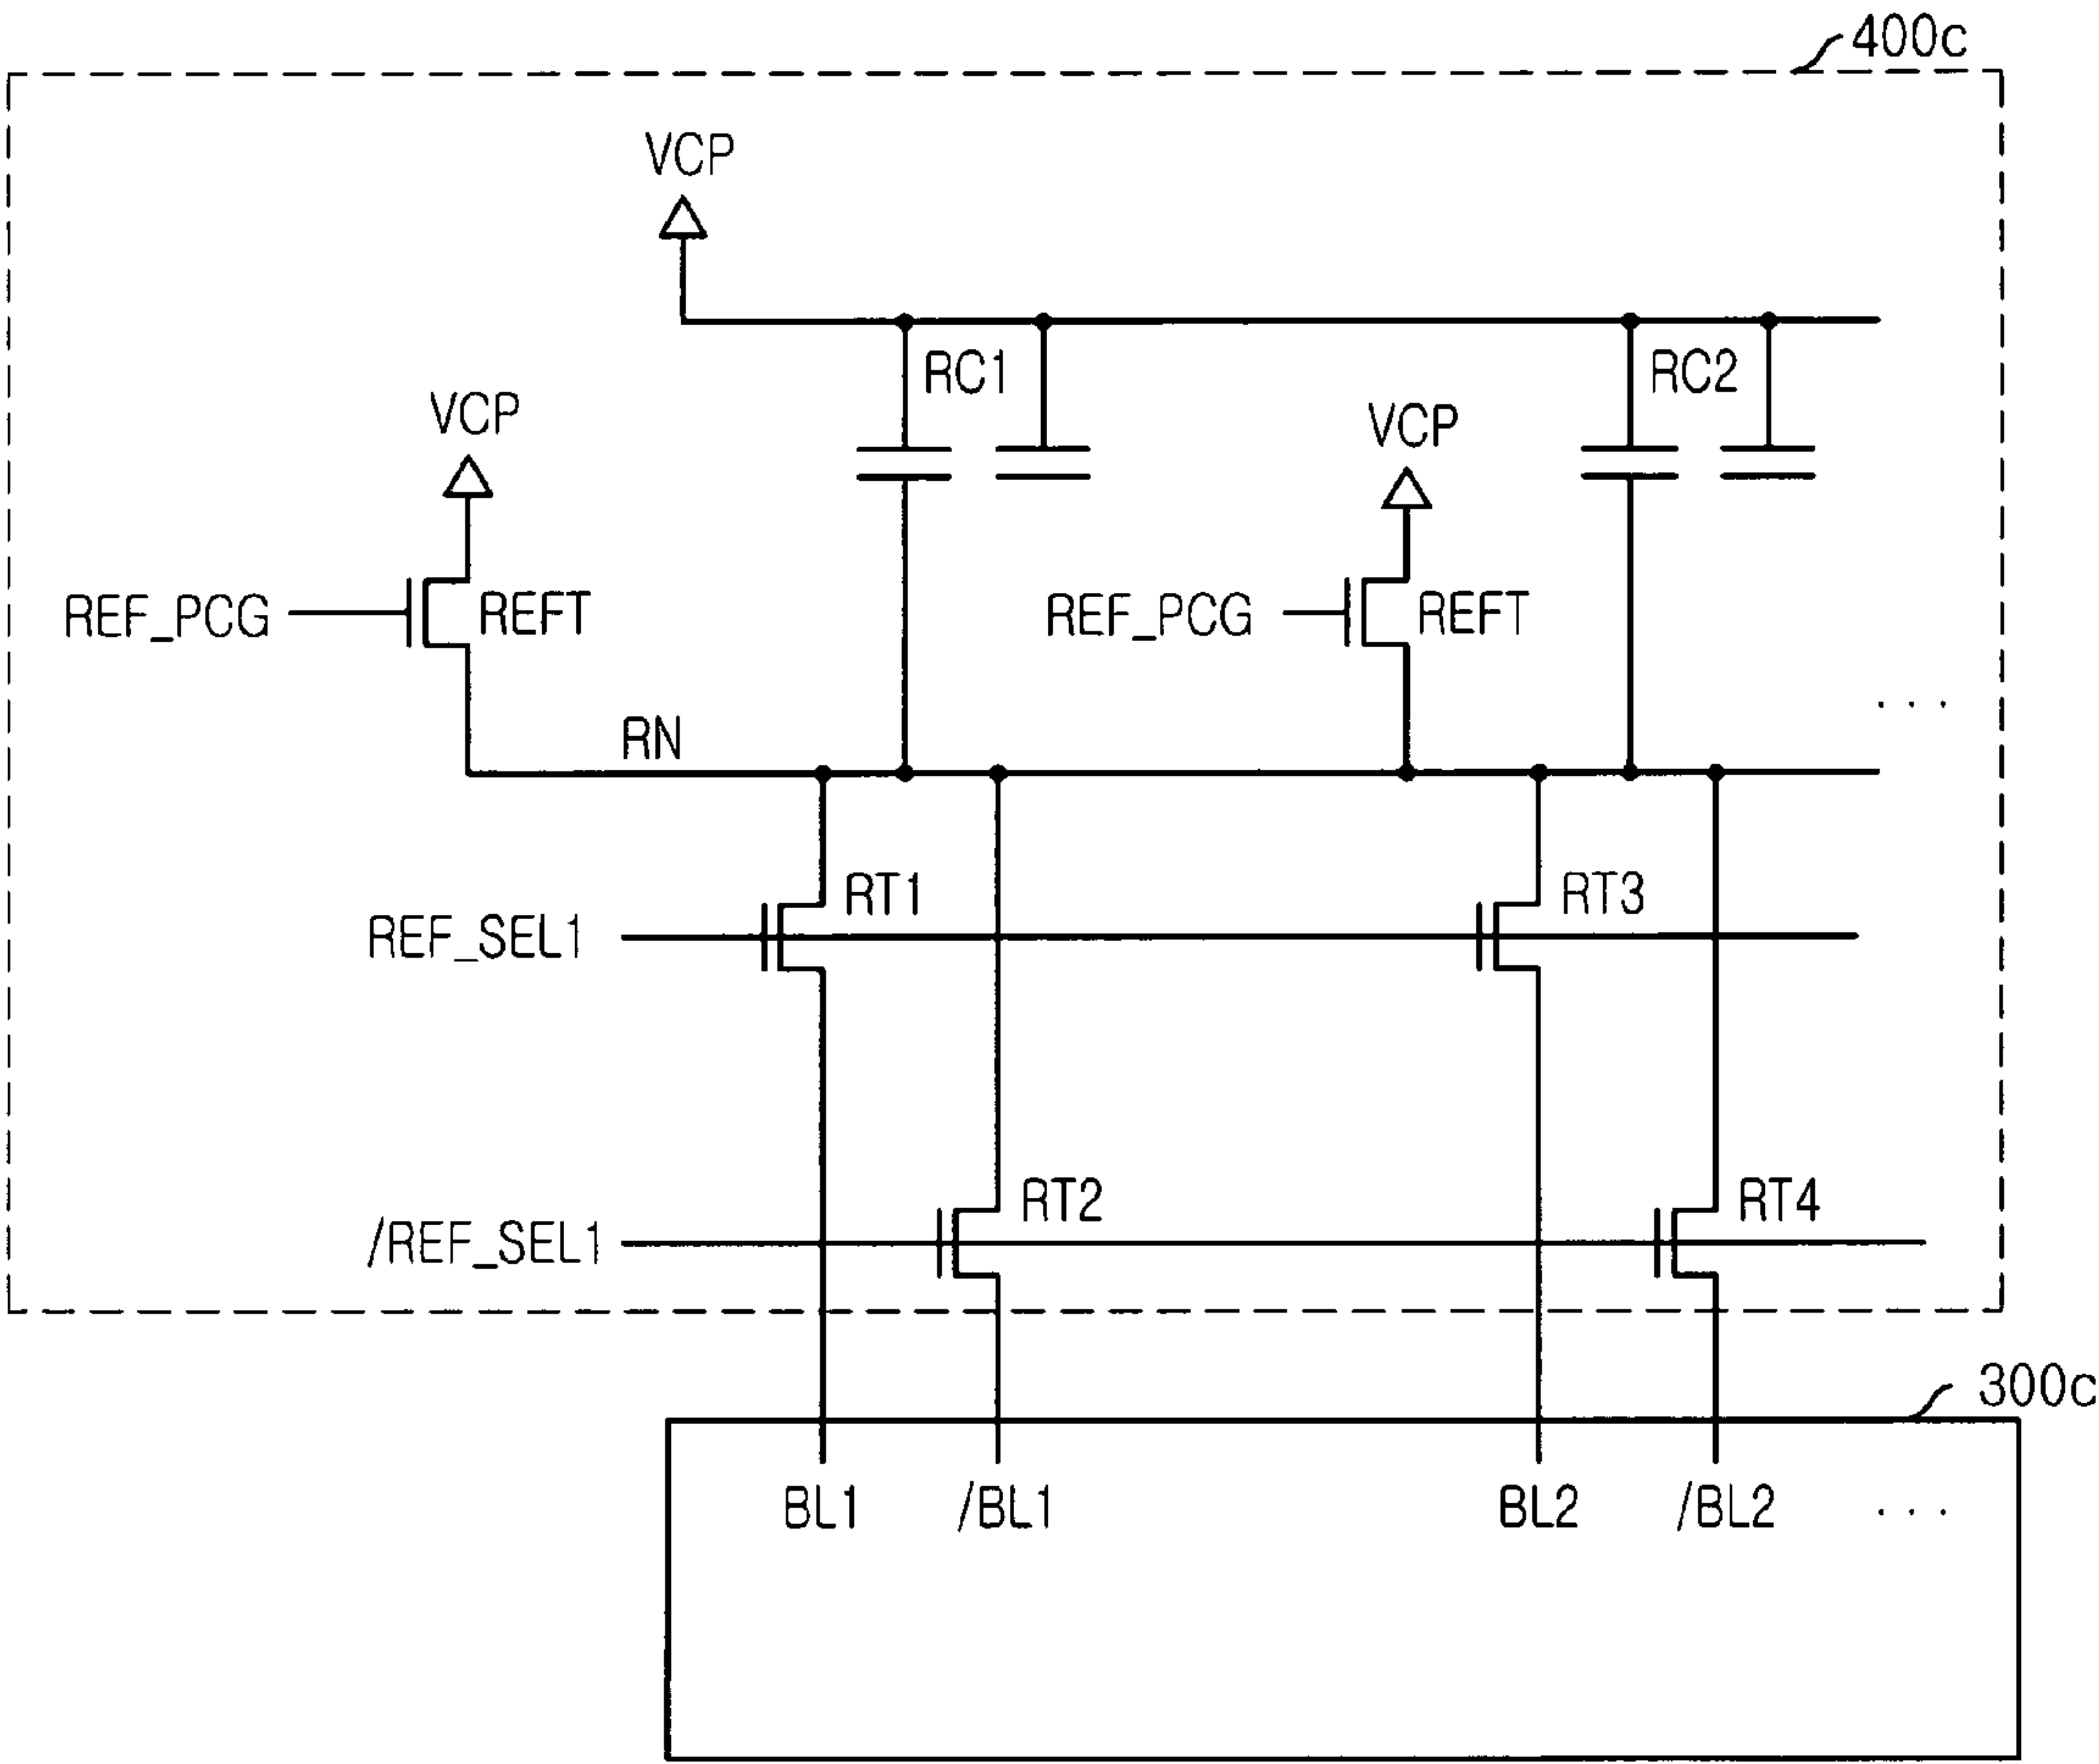 400c
VCP
RC1
RC2
VCP
VCP
REF_PCG
REFT
REF_PCG
REFT
RN
. . .
RT1
RT3
REF_SEL1
RT2
RT4
/REF_SEL1
300c
BL1
/BL1
BL2
/BL2
. . .